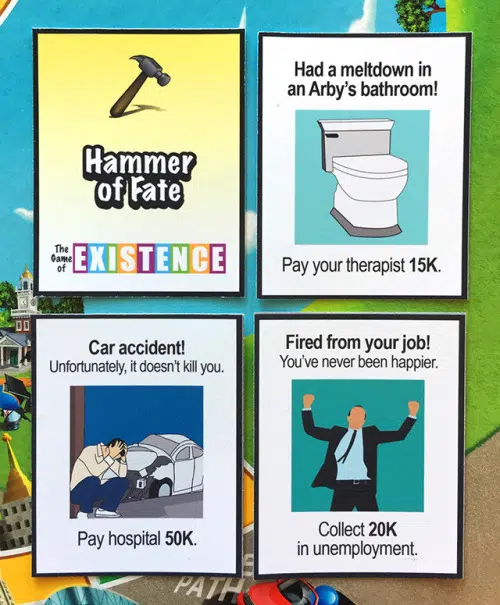 Hammer
of Fate
The
Game
of
EXISTENCE
Had a meltdown in
an Arby's bathroom!
Pay your therapist 15K.
Car accident!
Unfortunately, it doesn't kill you.
Pay hospital 50K.
Fired from your job!
You've never been happier.
Collect 20K
in unemployment.
PATH